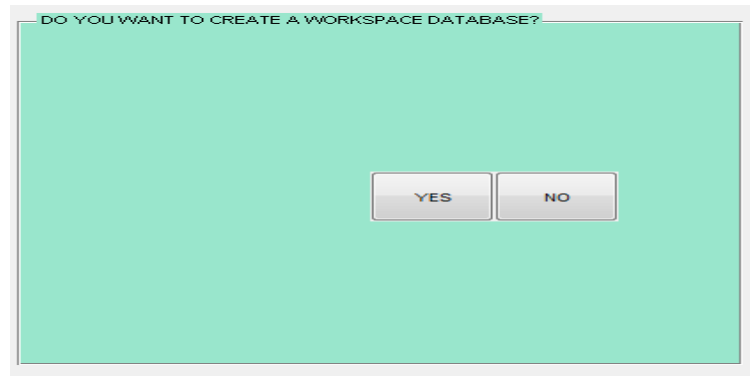 DO YOU WANT TO CREATE A WORKSPACE DATABASE?
YES NO